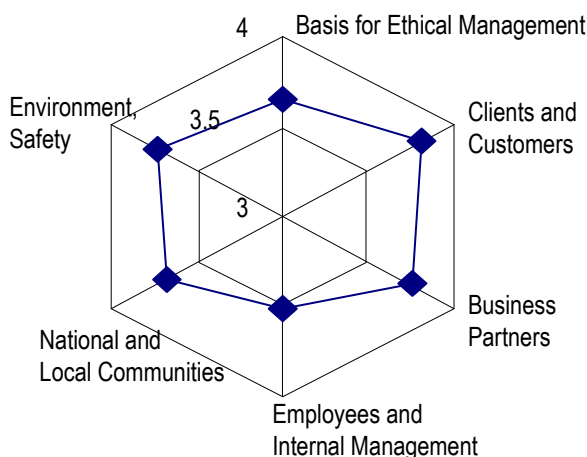 4
Basis for Ethical Management
Environment,
Safety
3.5
Clients and
Customers
3
Business
Partners
National and
Local Communities
Employees and
Internal Management